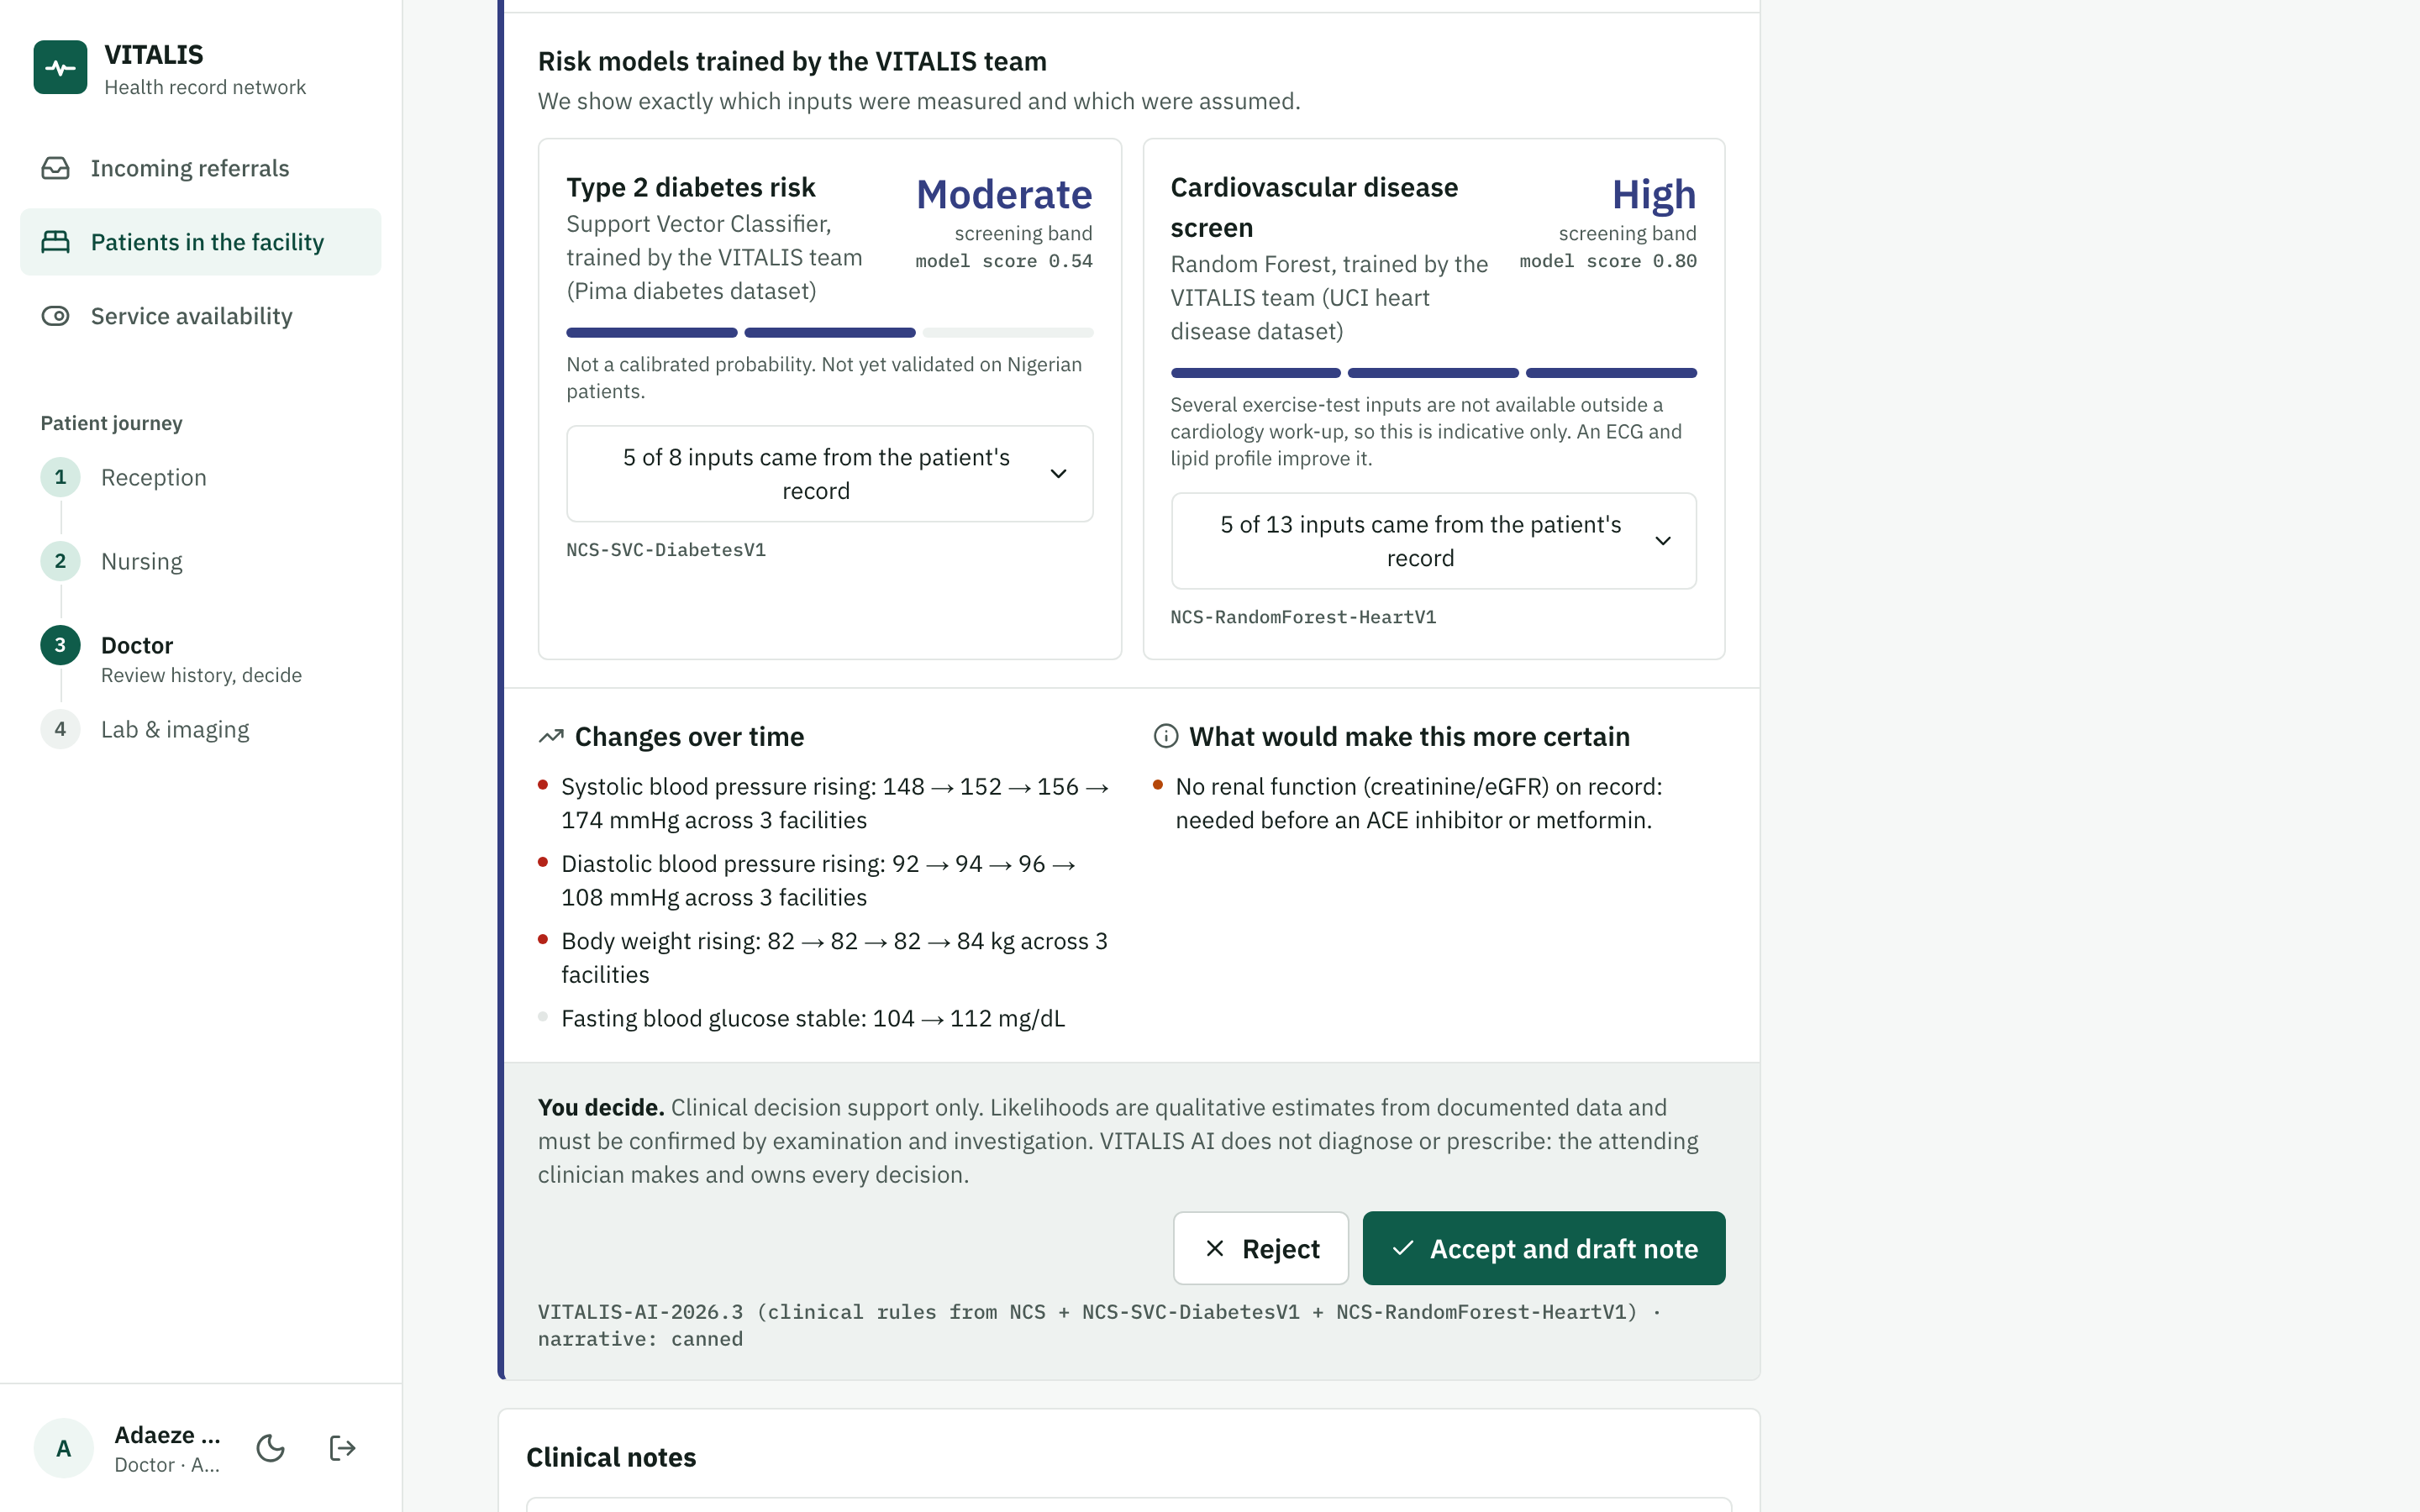 VITALIS
Health record network
Incoming referrals
Patients in the facility
Service availability
Patient journey
1 Reception
2 Nursing
3 Doctor
Review history, decide
4 Lab & imaging
A
Adaeze ...
Doctor · A...
Risk models trained by the VITALIS team
We show exactly which inputs were measured and which were assumed.
Type 2 diabetes risk
Support Vector Classifier,
trained by the VITALIS team
(Pima diabetes dataset)
Moderate
screening band
model score 0.54
Not a calibrated probability. Not yet validated on Nigerian
patients.
5 of 8 inputs came from the patient's
record
NCS-SVC-DiabetesV1
Cardiovascular disease
screen
Random Forest, trained by the
VITALIS team (UCI heart
disease dataset)
High
screening band
model score 0.80
Several exercise-test inputs are not available outside a
cardiology work-up, so this is indicative only. An ECG and
lipid profile improve it.
5 of 13 inputs came from the patient's
record
NCS-RandomForest-HeartV1
Changes over time
Systolic blood pressure rising: 148 → 152 → 156 →
174 mmHg across 3 facilities
Diastolic blood pressure rising: 92 → 94 → 96 →
108 mmHg across 3 facilities
Body weight rising: 82 → 82 → 82 → 84 kg across 3
facilities
Fasting blood glucose stable: 104 → 112 mg/dL
What would make this more certain
No renal function (creatinine/eGFR) on record:
needed before an ACE inhibitor or metformin.
You decide. Clinical decision support only. Likelihoods are qualitative estimates from documented data and
must be confirmed by examination and investigation. VITALIS AI does not diagnose or prescribe: the attending
clinician makes and owns every decision.
Reject
Accept and draft note
VITALIS-AI-2026.3 (clinical rules from NCS + NCS-SVC-DiabetesV1 + NCS-RandomForest-HeartV1) ·
narrative: canned
Clinical notes